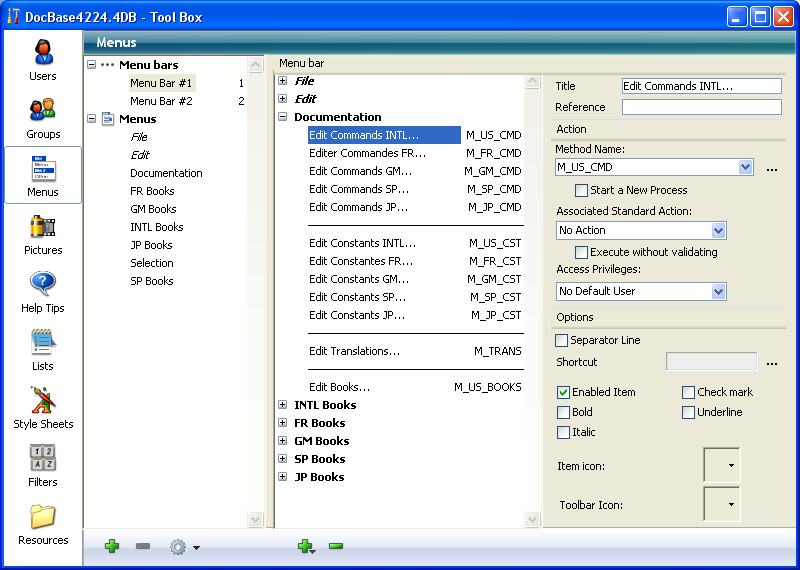 DocBase4224.4DB - Tool Box
Users
Groups
Menus
Pictures
Help Tips
Lists
Style Sheets
Filters
Resources
Menus
Menu bars
Menu Bar #1 1
Menu Bar #2 2
Menus
File
Edit
Documentation
FR Books
GM Books
INTL Books
JP Books
Selection
SP Books
Menu bar
File
Edit
Documentation
Edit Commands INTL... M_US_CMD
Editer Commandes FR... M_FR_CMD
Edit Commands GM... M_GM_CMD
Edit Commands SP... M_SP_CMD
Edit Commands JP... M_JP_CMD
Edit Constants INTL... M_US_CST
Edit Constantes FR... M_FR_CST
Edit Constants GM... M_GM_CST
Edit Constants SP... M_SP_CST
Edit Constants JP... M_JP_CST
Edit Translations... M_TRANS
Edit Books... M_US_BOOKS
INTL Books
FR Books
GM Books
SP Books
JP Books
Title Edit Commands INTL...
Reference
Action
Method Name:
M_US_CMD ...
Start a New Process
Associated Standard Action:
No Action
Execute without validating
Access Privileges:
No Default User
Options
Separator Line
Shortcut ...
Enabled Item Check mark
Bold Underline
Italic
Item icon:
Toolbar Icon: